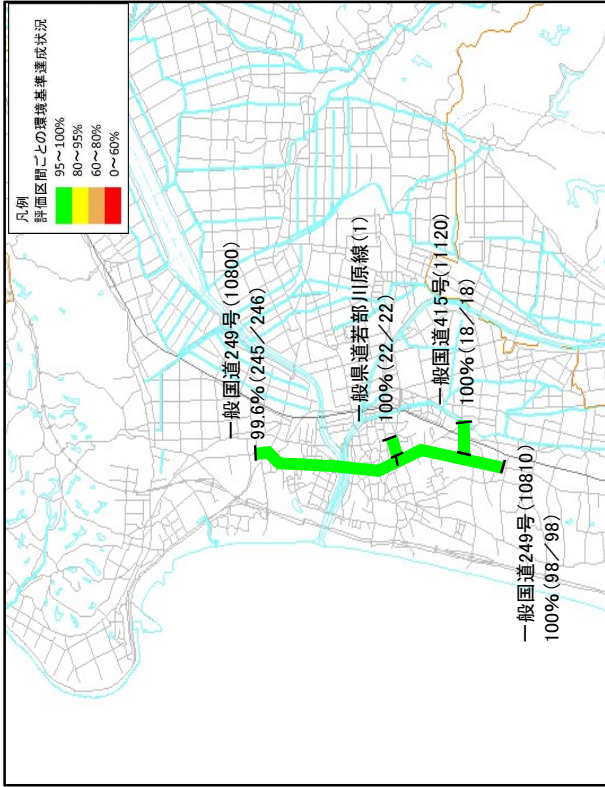 凡例
評価区間ごとの環境基準達成状況
95～100%
80～95%
60～80%
0～60%
一般国道249号(10800)
99.6%(245／246)
一般県道若部川原線(1)
100%(22／22)
一般国道415号(11120)
100%(18／18)
一般国道249号(10810)
100%(98／98)